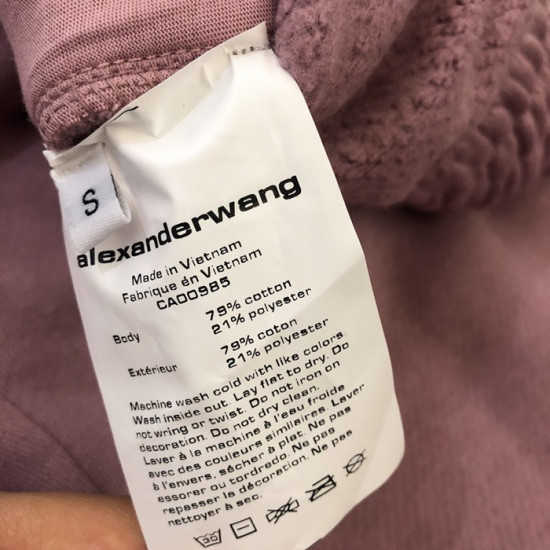 S
alexanderwang
Made in Vietnam
Fabrique én Vietnam
CA00985
Body 79% cotton
21% polyester
Extérieur 79% coton
21% polyester
Machine wash cold with like colors.
Wash inside out. Lay flat to dry. Do
not wring or twist. Do not iron on
decoration. Do not dry clean.
Laver à la machine à l'eau froide
avec des couleurs similaires. Laver
à l'envers, sécher à plat. Ne pas
essorer ou tordredo. Ne pas
repasser la décoration. Ne pas
nettoyer à sec.
30